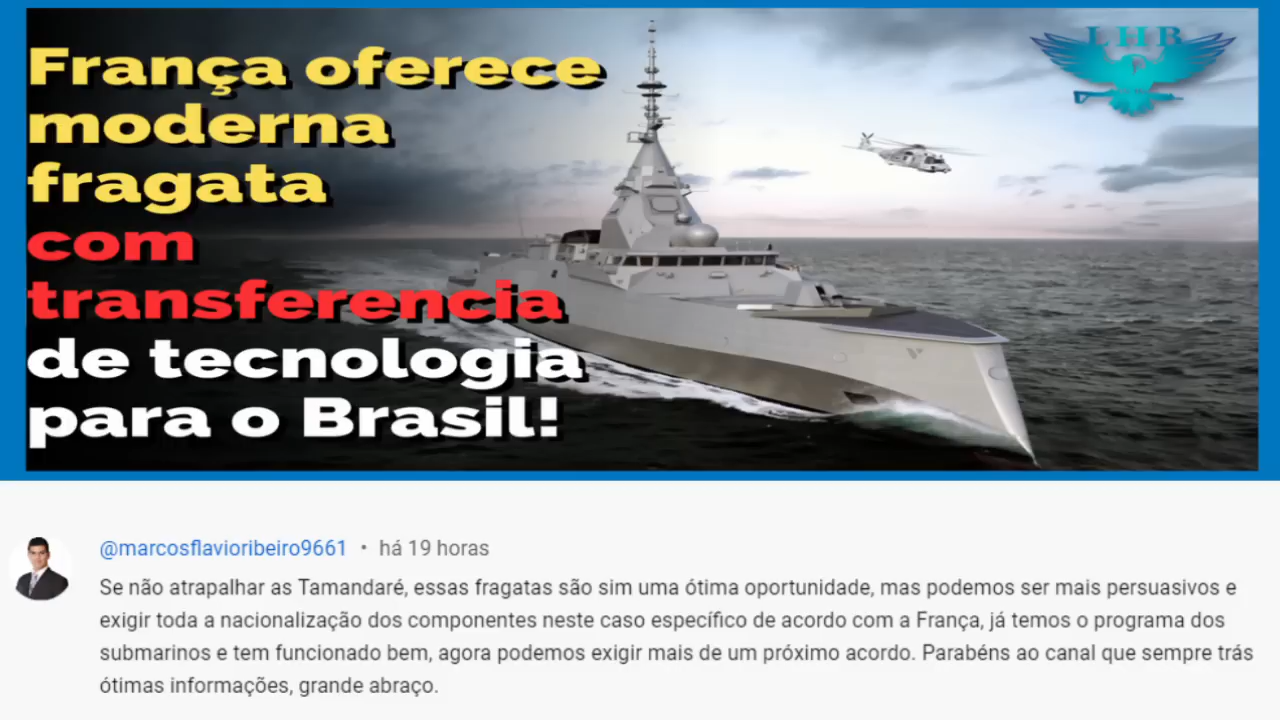 França oferece
moderna
fragata
com
transferencia
de tecnologia
para o Brasil!
LHB
@marcosflavioribeiro9661 • há 19 horas
Se não atrapalhar as Tamandaré, essas fragatas são sim uma ótima oportunidade, mas podemos ser mais persuasivos e
exigir toda a nacionalização dos componentes neste caso específico de acordo com a França, já temos o programa dos
submarinos e tem funcionado bem, agora podemos exigir mais de um próximo acordo. Parabéns ao canal que sempre trás
ótimas informações, grande abraço.